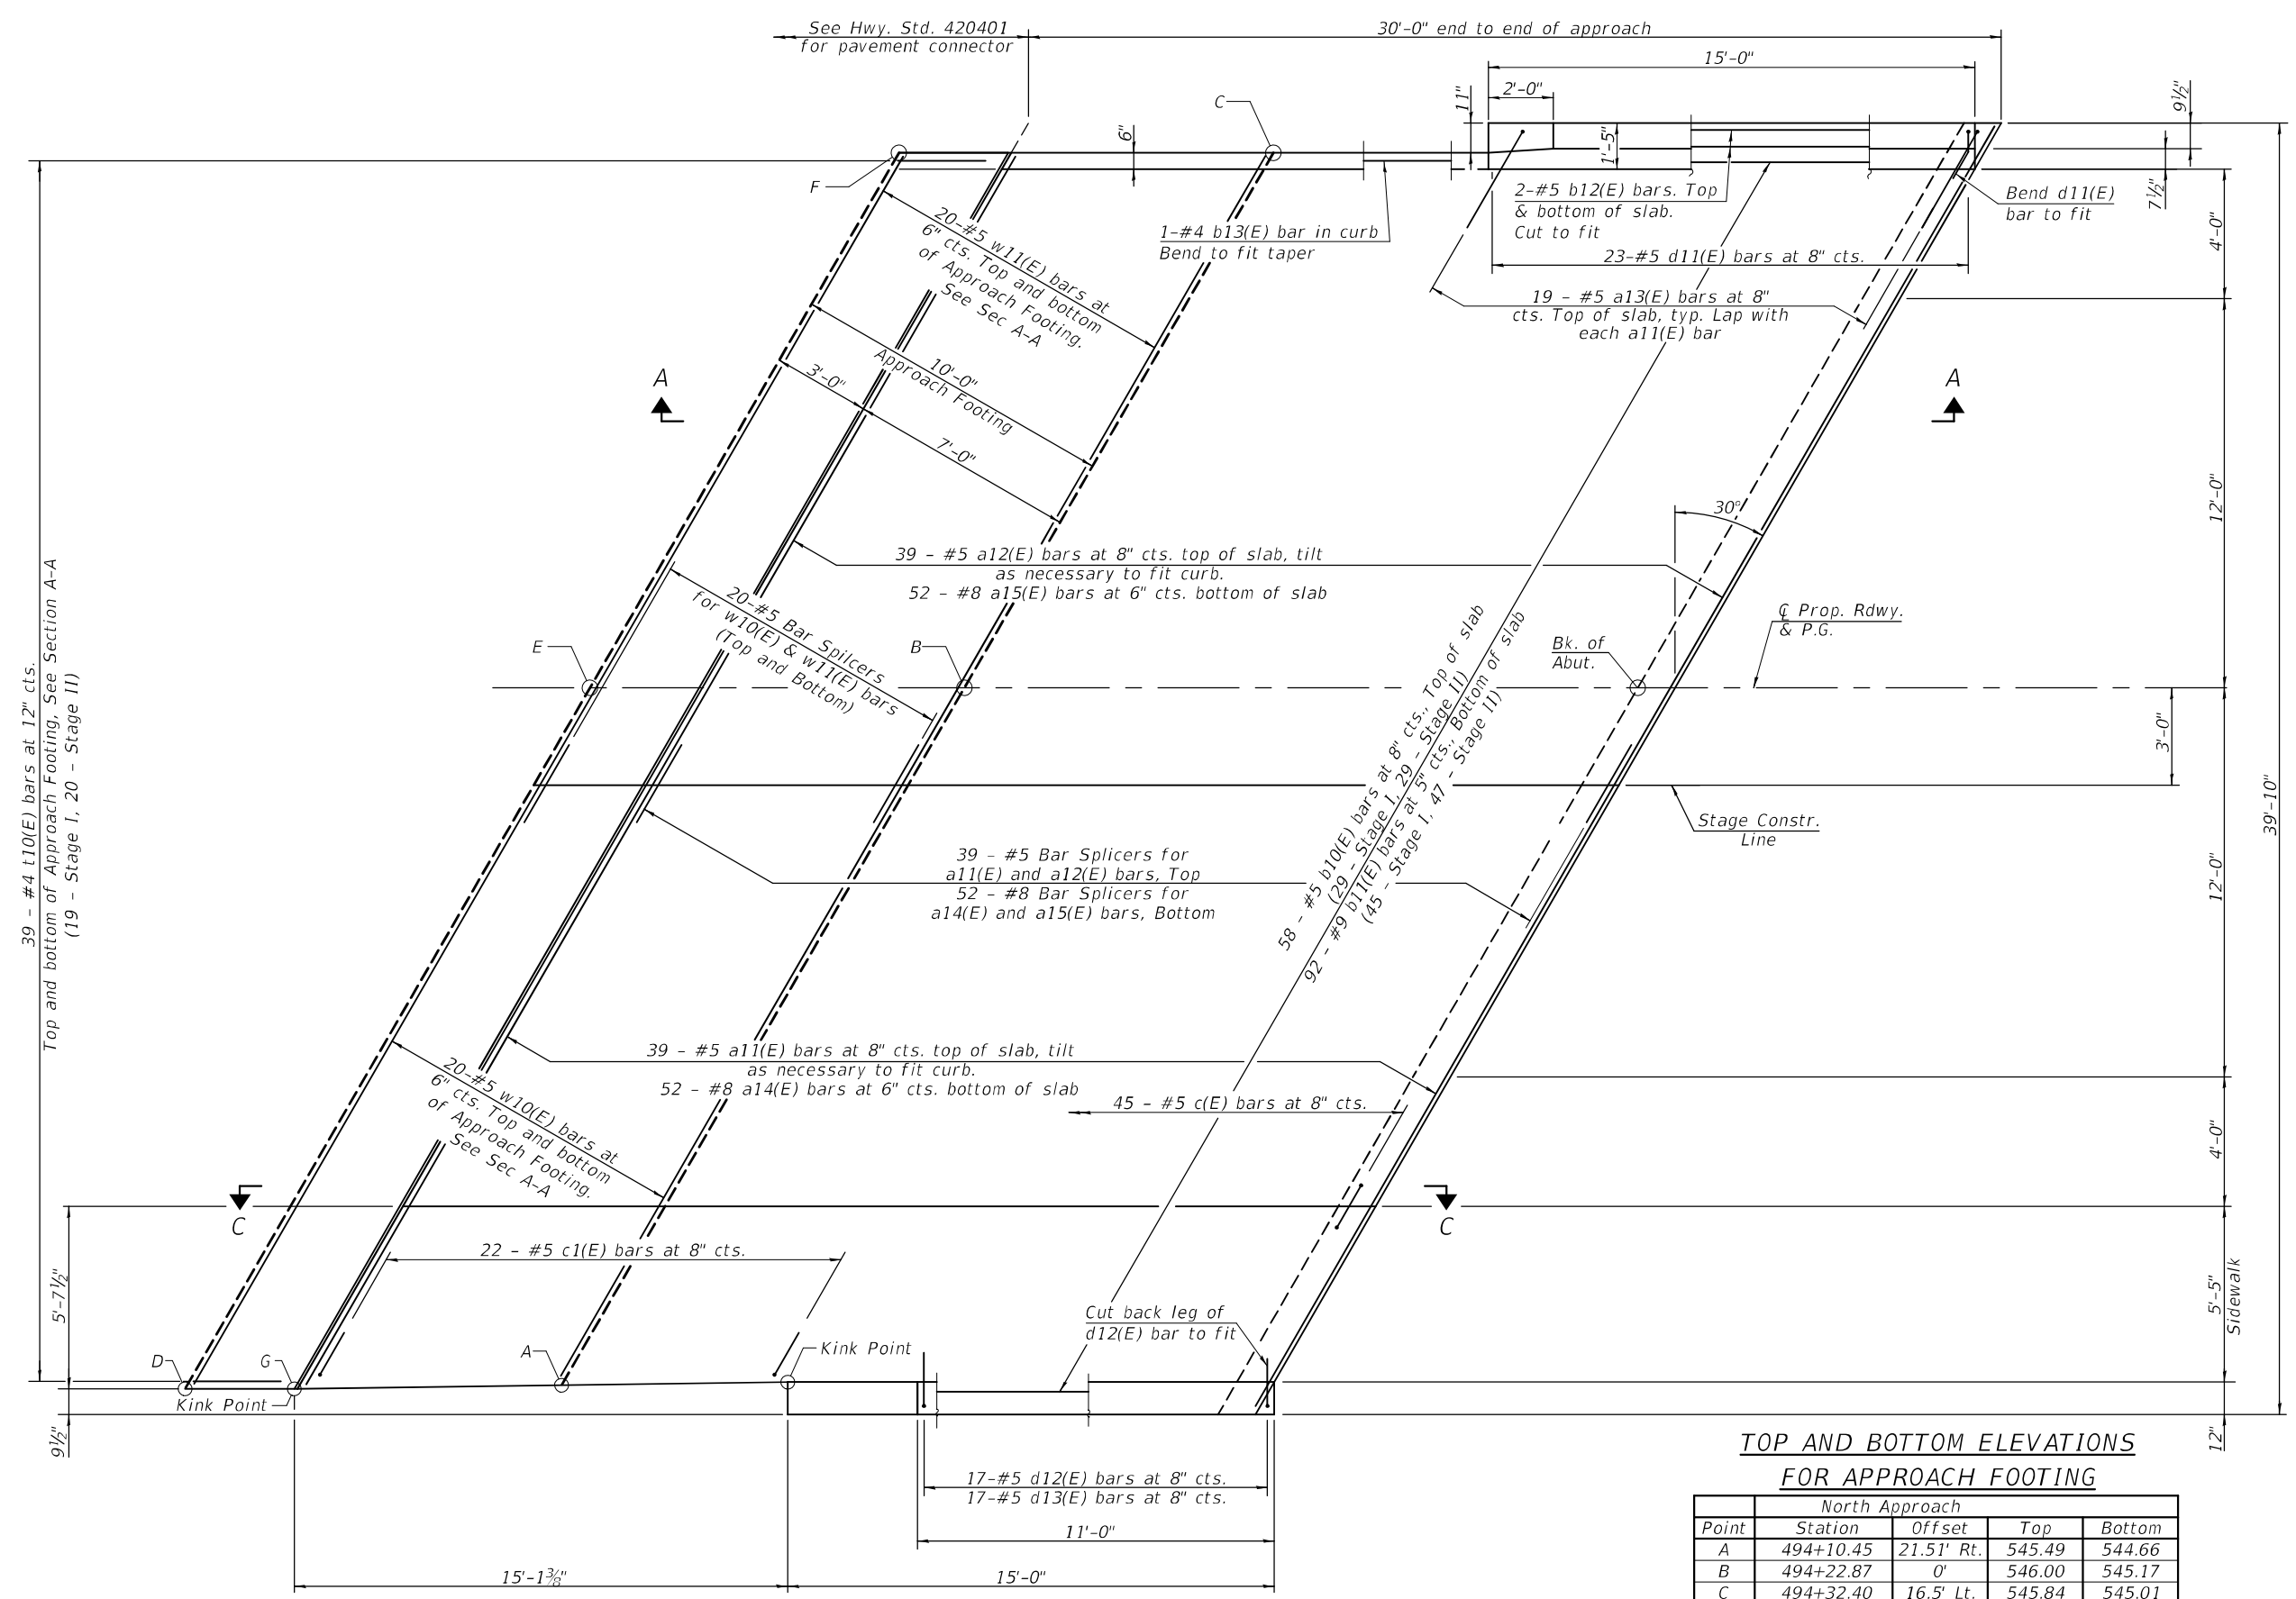 See Hwy. Std. 420401
for pavement connector
30'-0" end to end of approach
15'-0"
2'-0"
11"
9½"
C
6"
1'-5"
F
7½"
2-#5 b12(E) bars. Top
& bottom of slab.
Cut to fit
Bend d11(E)
bar to fit
1-#4 b13(E) bar in curb
Bend to fit taper
4'-0"
20-#5 w11(E) bars at
6" cts. Top and bottom
of Approach Footing.
See Sec A-A
23-#5 d11(E) bars at 8" cts.
19 - #5 a13(E) bars at 8"
cts. Top of slab, typ. Lap with
each a11(E) bar
10'-0"
Approach Footing
3'-0"
7'-0"
A
A
12'-0"
30°
39 - #5 a12(E) bars at 8" cts. top of slab, tilt
as necessary to fit curb.
52 - #8 a15(E) bars at 6" cts. bottom of slab
20-#5 Bar Spilcers
for w10(E) & w11(E) bars
(Top and Bottom)
℄ Prop. Rdwy.
& P.G.
E
B
Bk. of
Abut.
39 - #4 t10(E) bars at 12" cts.
Top and bottom of Approach Footing, See Section A-A
(19 - Stage I, 20 - Stage II)
58 - #5 b10(E) bars at 8" cts., Top of slab
(29 - Stage I, 29 - Stage II)
92 - #9 b11(E) bars at 5" cts., Bottom of slab
(45 - Stage I, 47 - Stage II)
3'-0"
39'-10"
Stage Constr.
Line
39 - #5 Bar Splicers for
a11(E) and a12(E) bars, Top
52 - #8 Bar Splicers for
a14(E) and a15(E) bars, Bottom
12'-0"
39 - #5 a11(E) bars at 8" cts. top of slab, tilt
as necessary to fit curb.
52 - #8 a14(E) bars at 6" cts. bottom of slab
20-#5 w10(E) bars at
6" cts. Top and bottom
of Approach Footing.
See Sec A-A
45 - #5 c(E) bars at 8" cts.
4'-0"
C
C
22 - #5 c1(E) bars at 8" cts.
5'-7½"
5'-5"
Sidewalk
Cut back leg of
d12(E) bar to fit
Kink Point
D
G
A
Kink Point
9½"
12"
17-#5 d12(E) bars at 8" cts.
17-#5 d13(E) bars at 8" cts.
11'-0"
15'-1⅜"
15'-0"
TOP AND BOTTOM ELEVATIONS
FOR APPROACH FOOTING
North Approach
Point Station Offset Top Bottom
A 494+10.45 21.51' Rt. 545.49 544.66
B 494+22.87 0' 546.00 545.17
C 494+32.40 16.5' Lt. 545.84 545.01